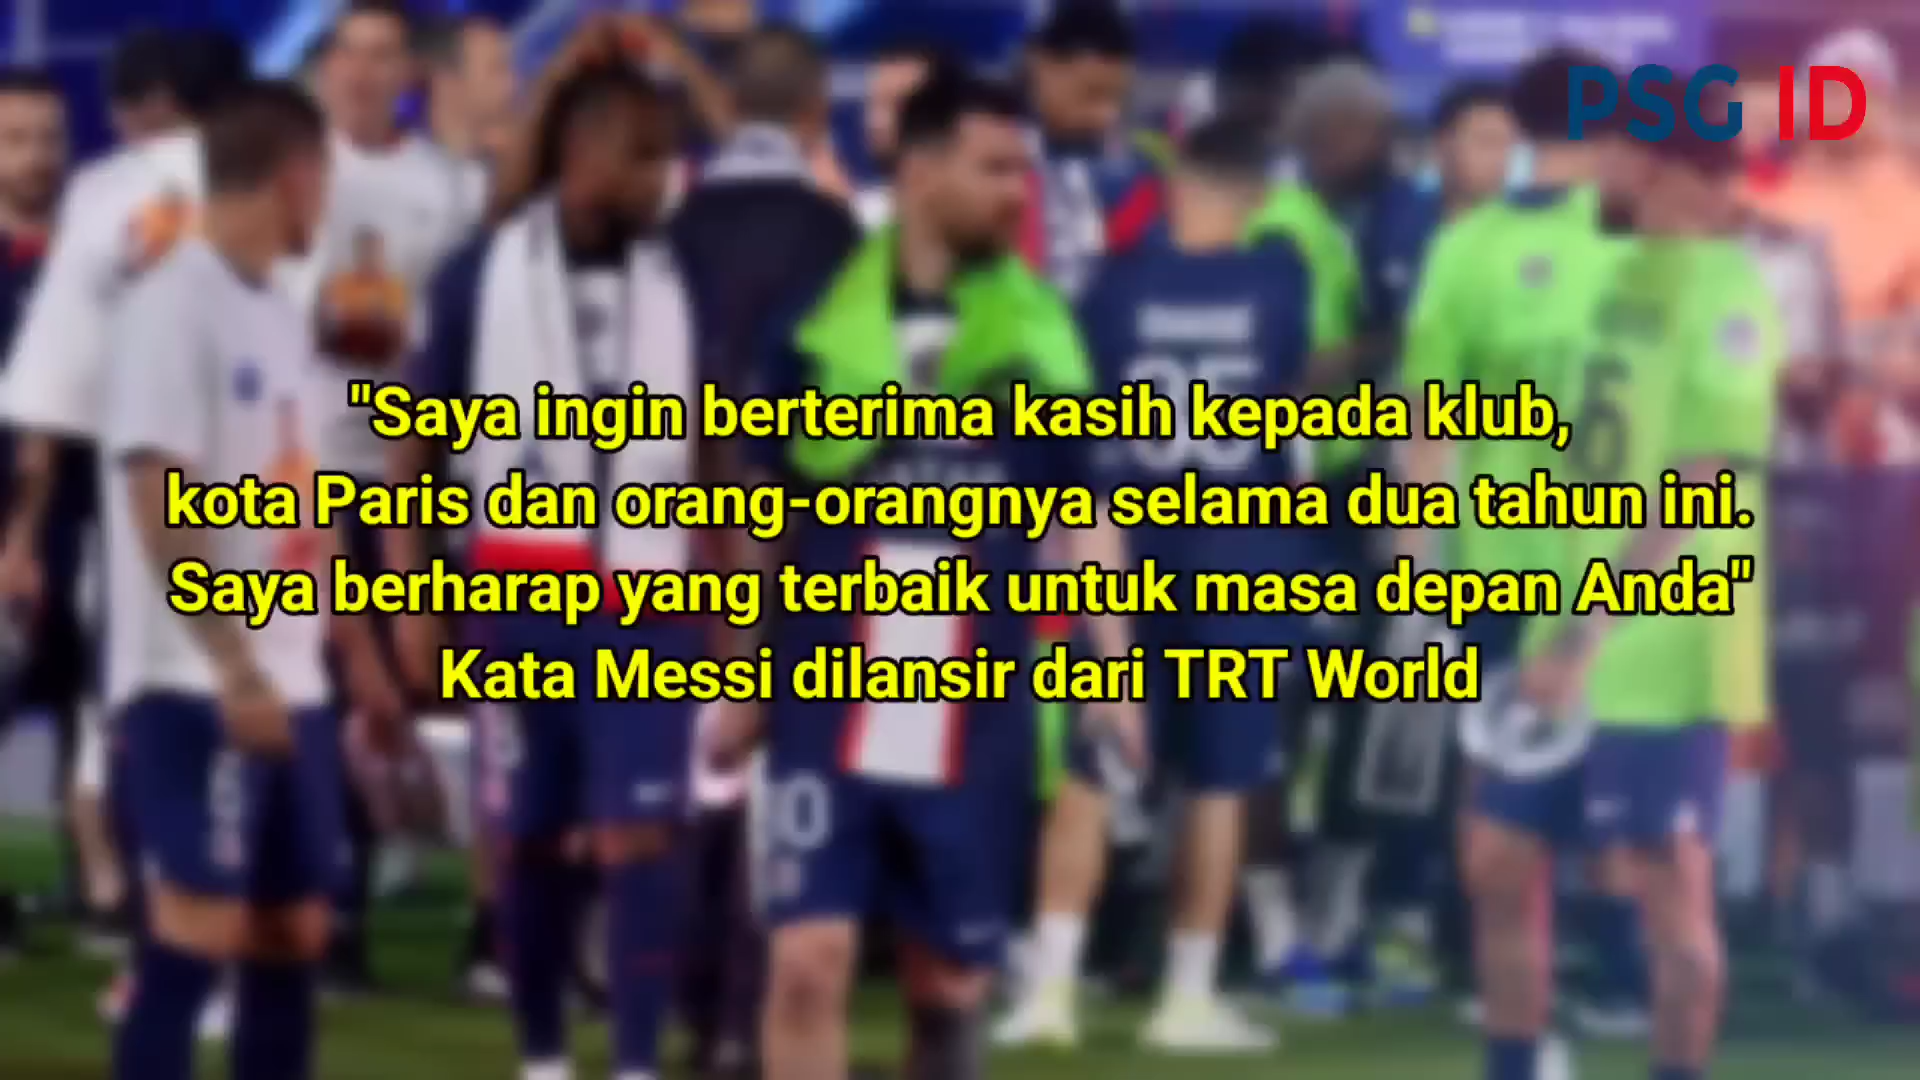 PSG ID
"Saya ingin berterima kasih kepada klub,
kota Paris dan orang-orangnya selama dua tahun ini.
Saya berharap yang terbaik untuk masa depan Anda"
Kata Messi dilansir dari TRT World